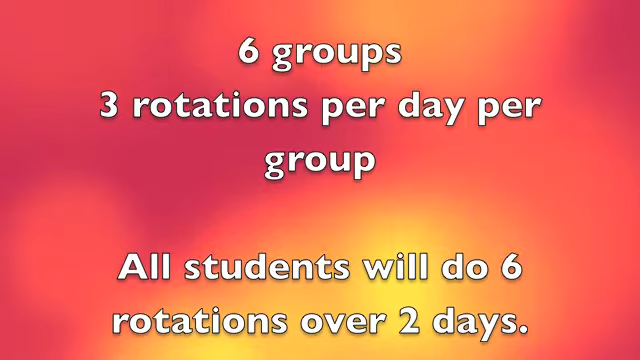 6 groups
3 rotations per day per
group
All students will do 6
rotations over 2 days.